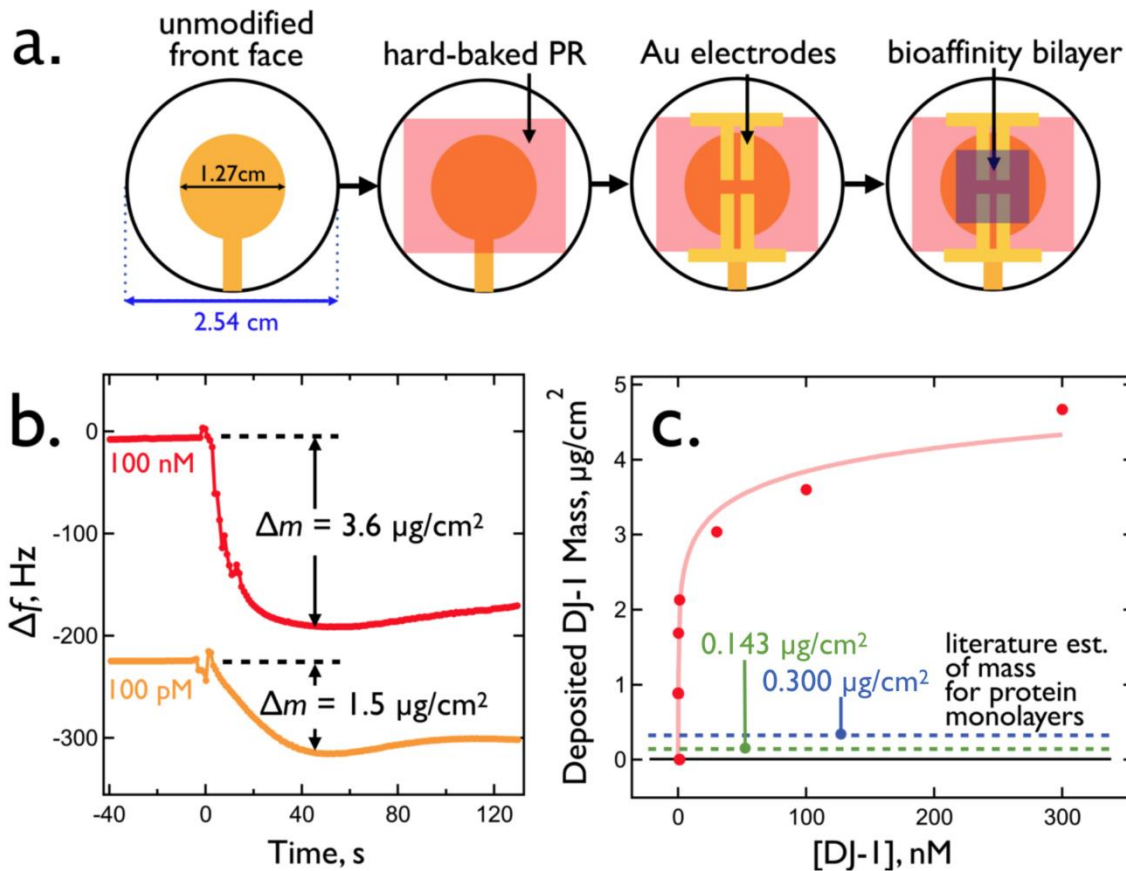 a.
unmodified
front face
hard-baked PR
Au electrodes
bioaffinity bilayer
1.27cm
2.54 cm
b.
0
-100
-200
-300
Δf, Hz
100 nM
Δm = 3.6 µg/cm²
100 pM
Δm = 1.5 µg/cm²
-40
0
40
80
120
Time, s
c.
5
4
3
2
1
0
Deposited DJ-1 Mass, µg/cm²
0.143 µg/cm²
0.300 µg/cm²
literature est.
of mass
for protein
monolayers
0
100
200
300
[DJ-1], nM